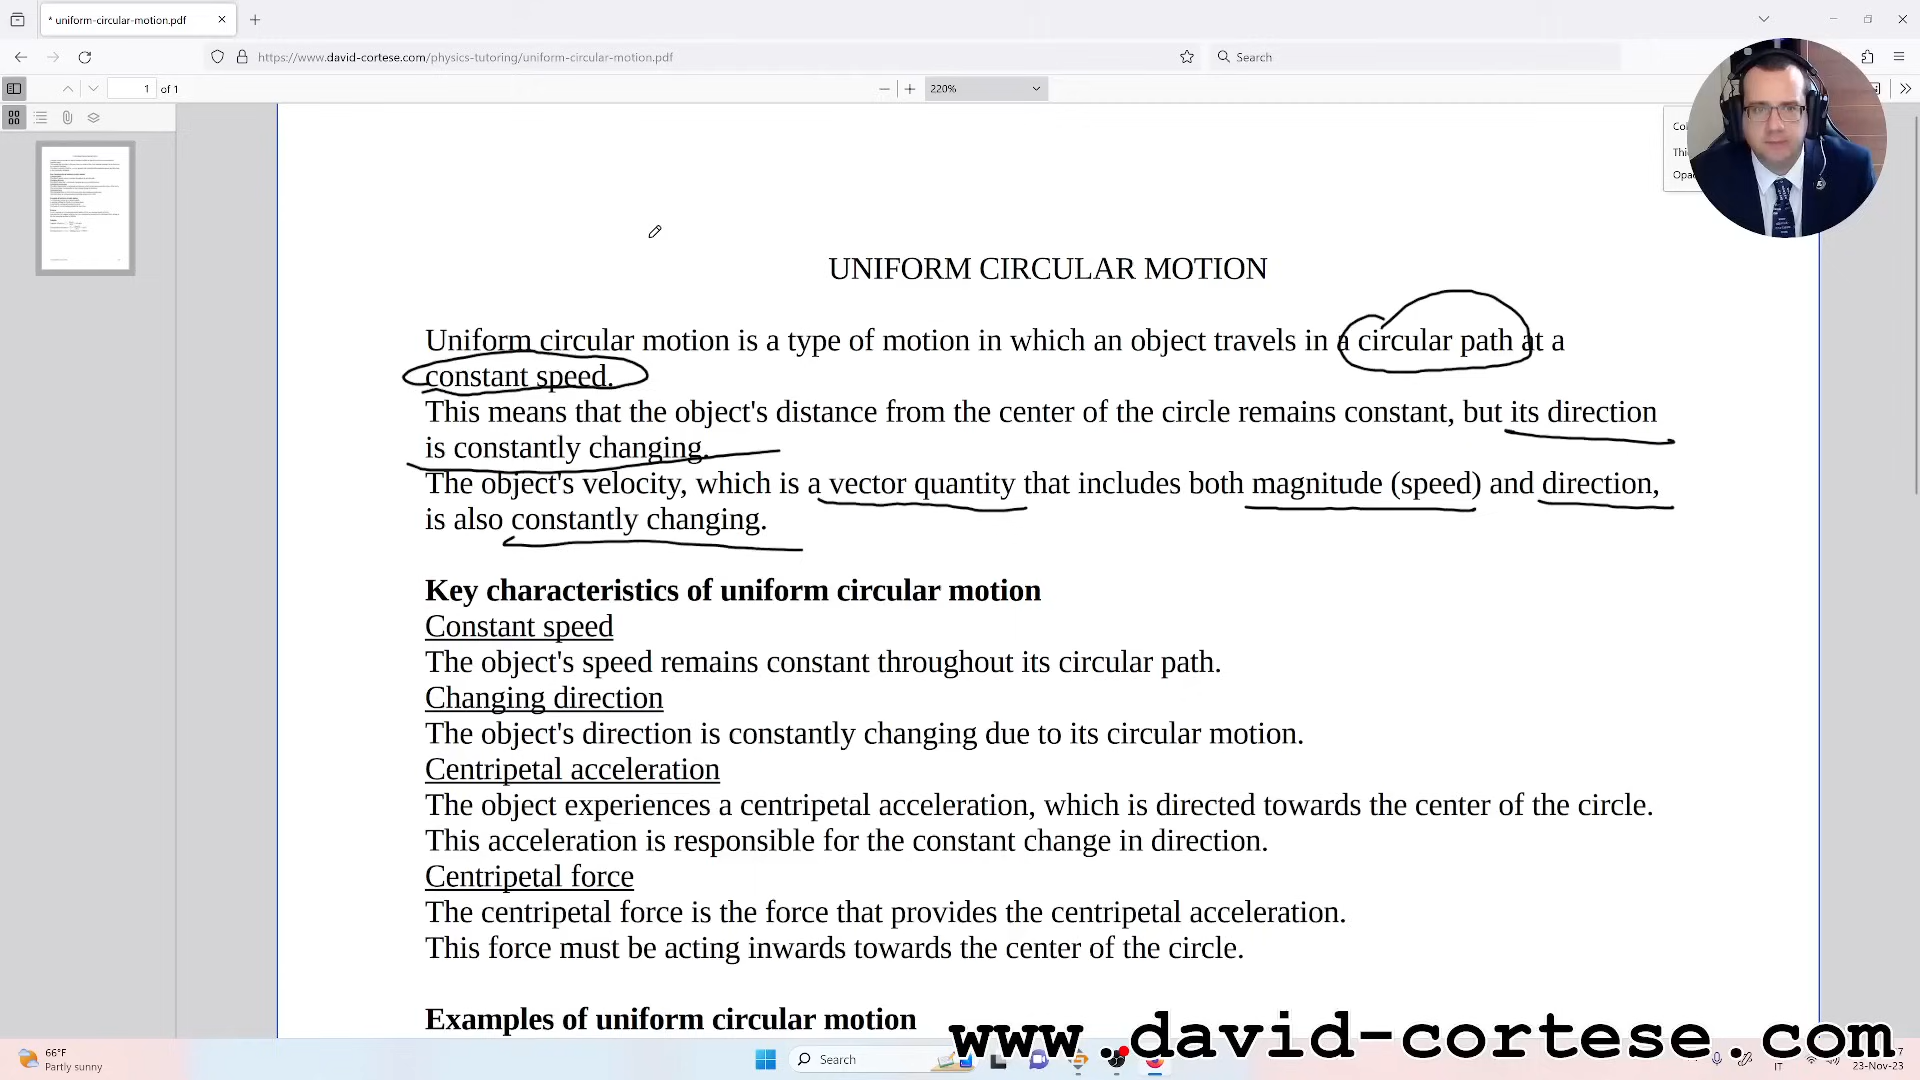 * uniform-circular-motion.pdf
https://www.david-cortese.com/physics-tutoring/uniform-circular-motion.pdf
Search
1 of 1
220%
UNIFORM CIRCULAR MOTION
Uniform circular motion is a type of motion in which an object travels in a circular path at a
constant speed.
This means that the object's distance from the center of the circle remains constant, but its direction
is constantly changing.
The object's velocity, which is a vector quantity that includes both magnitude (speed) and direction,
is also constantly changing.
Key characteristics of uniform circular motion
Constant speed
The object's speed remains constant throughout its circular path.
Changing direction
The object's direction is constantly changing due to its circular motion.
Centripetal acceleration
The object experiences a centripetal acceleration, which is directed towards the center of the circle.
This acceleration is responsible for the constant change in direction.
Centripetal force
The centripetal force is the force that provides the centripetal acceleration.
This force must be acting inwards towards the center of the circle.
Examples of uniform circular motion
www.david-cortese.com
66°F
Partly sunny
Search
IT
23-Nov-23